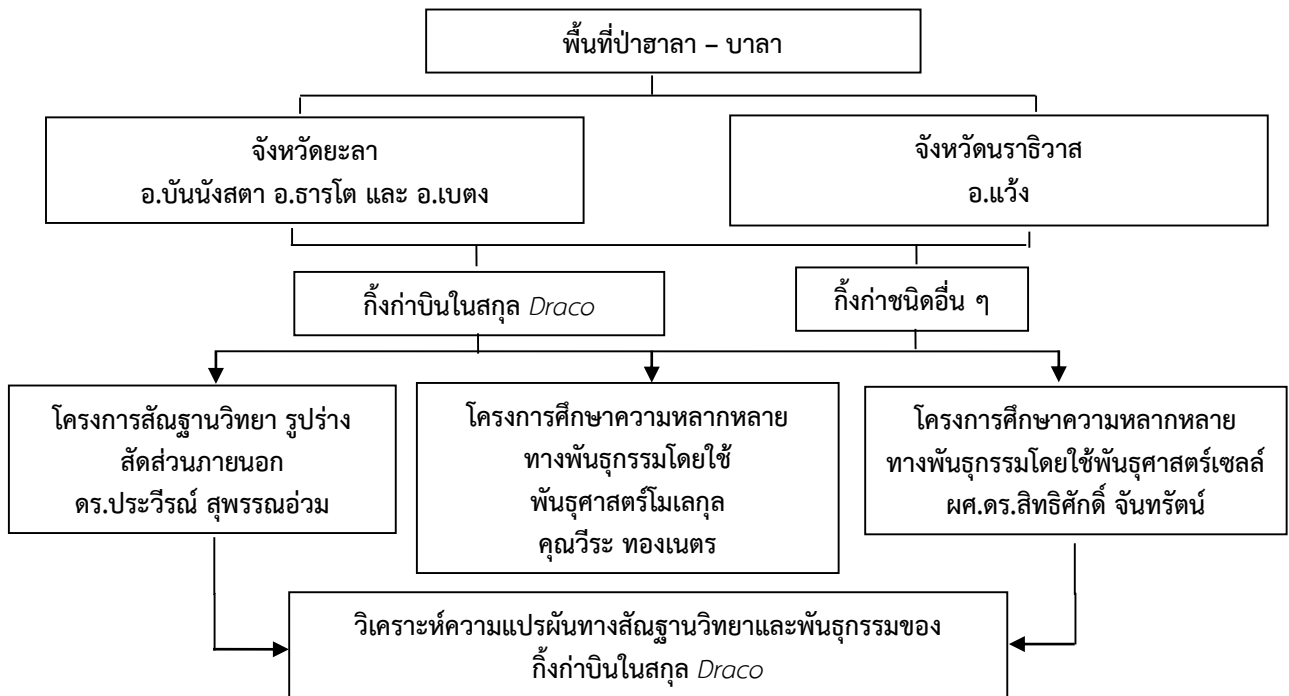 พื้นที่ป่าฮาลา – บาลา
จังหวัดยะลา
อ.บันนังสตา อ.ธารโต และ อ.เบตง
จังหวัดนราธิวาส
อ.แว้ง
กิ้งก่าบินในสกุล Draco
กิ้งก่าชนิดอื่น ๆ
โครงการสัณฐานวิทยา รูปร่าง
สัดส่วนภายนอก
ดร.ประวีรณ์ สุพรรณอ่วม
โครงการศึกษาความหลากหลาย
ทางพันธุกรรมโดยใช้
พันธุศาสตร์โมเลกุล
คุณวีระ ทองเนตร
โครงการศึกษาความหลากหลาย
ทางพันธุกรรมโดยใช้พันธุศาสตร์เซลล์
ผศ.ดร.สิทธิศักดิ์ จันทรัตน์
วิเคราะห์ความแปรผันทางสัณฐานวิทยาและพันธุกรรมของ
กิ้งก่าบินในสกุล Draco